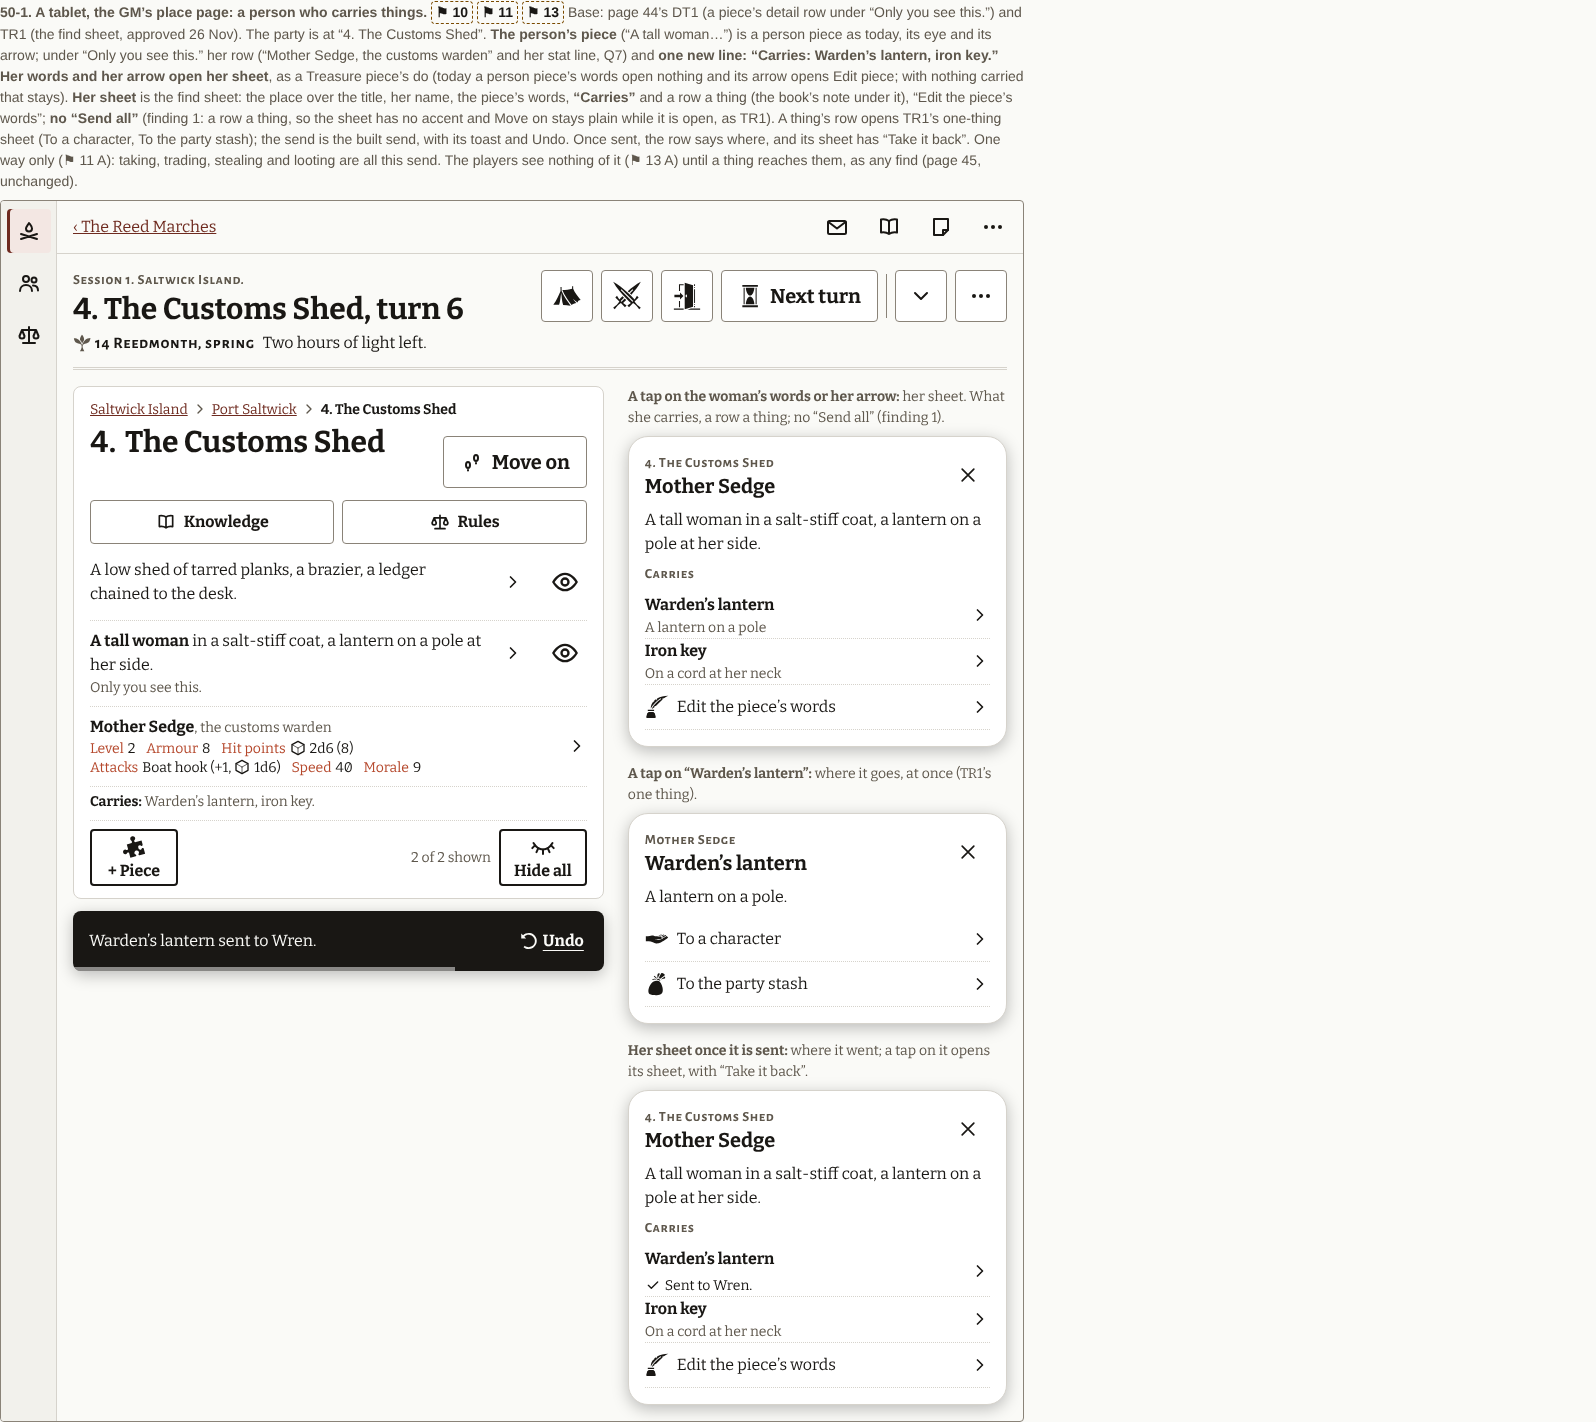 50-1. A tablet, the GM’s place page: a person who carries things. ⚑ 10 ⚑ 11 ⚑ 13 Base: page 44’s DT1 (a piece’s detail row under “Only you see this.”) and
TR1 (the find sheet, approved 26 Nov). The party is at “4. The Customs Shed”. The person’s piece (“A tall woman…”) is a person piece as today, its eye and its
arrow; under “Only you see this.” her row (“Mother Sedge, the customs warden” and her stat line, Q7) and one new line: “Carries: Warden’s lantern, iron key.”
Her words and her arrow open her sheet, as a Treasure piece’s do (today a person piece’s words open nothing and its arrow opens Edit piece; with nothing carried
that stays). Her sheet is the find sheet: the place over the title, her name, the piece’s words, “Carries” and a row a thing (the book’s note under it), “Edit the piece’s
words”; no “Send all” (finding 1: a row a thing, so the sheet has no accent and Move on stays plain while it is open, as TR1). A thing’s row opens TR1’s one-thing
sheet (To a character, To the party stash); the send is the built send, with its toast and Undo. Once sent, the row says where, and its sheet has “Take it back”. One
way only (⚑ 11 A): taking, trading, stealing and looting are all this send. The players see nothing of it (⚑ 13 A) until a thing reaches them, as any find (page 45,
unchanged).
‹ The Reed Marches
Session 1. Saltwick Island.
4. The Customs Shed, turn 6
14 Reedmonth, spring Two hours of light left.
Next turn
Saltwick Island > Port Saltwick > 4. The Customs Shed
4. The Customs Shed
Move on
Knowledge
Rules
A low shed of tarred planks, a brazier, a ledger
chained to the desk.
A tall woman in a salt-stiff coat, a lantern on a pole at
her side.
Only you see this.
Mother Sedge, the customs warden
Level 2 Armour 8 Hit points 2d6 (8)
Attacks Boat hook (+1, 1d6) Speed 40 Morale 9
Carries: Warden’s lantern, iron key.
+ Piece
2 of 2 shown
Hide all
Warden’s lantern sent to Wren.
Undo
A tap on the woman’s words or her arrow: her sheet. What
she carries, a row a thing; no “Send all” (finding 1).
4. The Customs Shed
Mother Sedge
A tall woman in a salt-stiff coat, a lantern on a
pole at her side.
Carries
Warden’s lantern
A lantern on a pole
Iron key
On a cord at her neck
Edit the piece’s words
A tap on “Warden’s lantern”: where it goes, at once (TR1’s
one thing).
Mother Sedge
Warden’s lantern
A lantern on a pole.
To a character
To the party stash
Her sheet once it is sent: where it went; a tap on it opens
its sheet, with “Take it back”.
4. The Customs Shed
Mother Sedge
A tall woman in a salt-stiff coat, a lantern on a
pole at her side.
Carries
Warden’s lantern
✓ Sent to Wren.
Iron key
On a cord at her neck
Edit the piece’s words